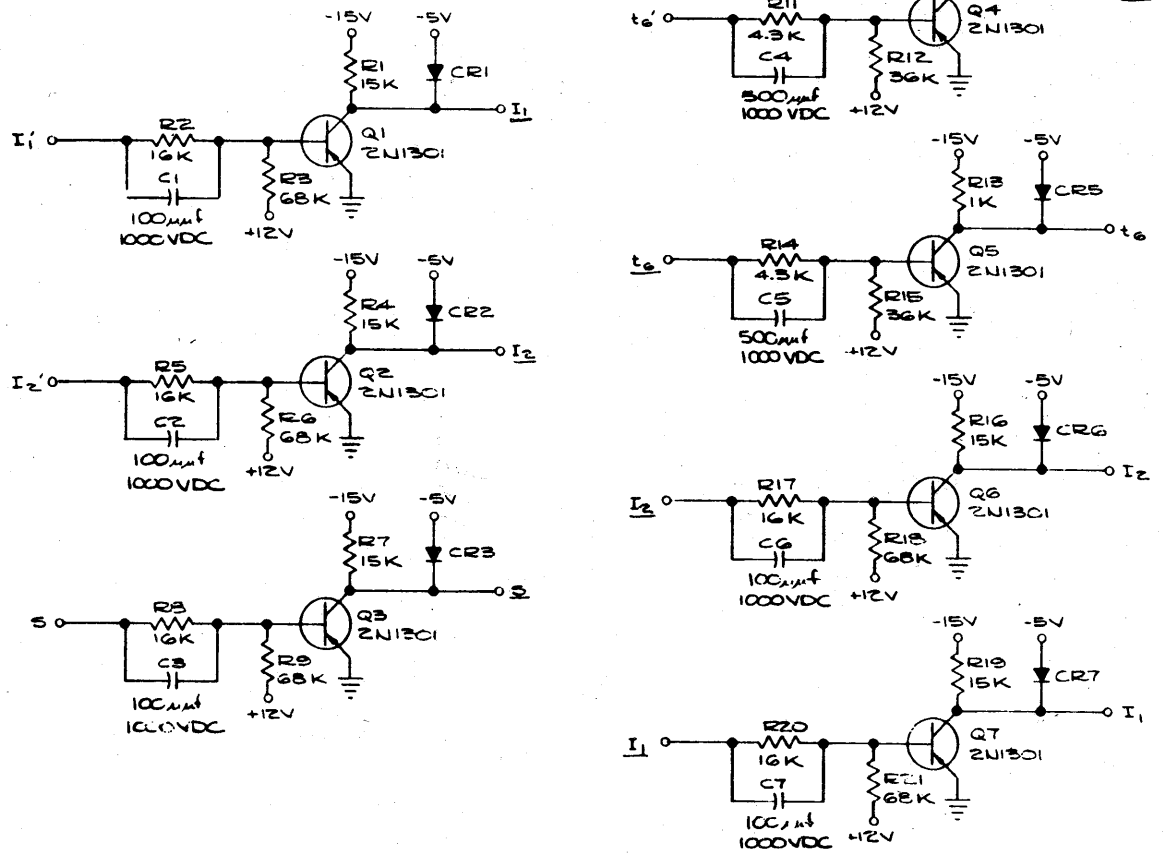 -15V
-5V
R1
15K
CR1
I1
I1'
R2
16K
C1
100μμf
1000VDC
Q1
2N1301
R3
68K
+12V
-15V
-5V
R4
15K
CR2
I2
I2'
R5
16K
C2
100μμf
1000VDC
Q2
2N1301
R6
68K
+12V
-15V
-5V
R7
15K
CR3
S
S
R8
16K
C3
100μμf
1000VDC
Q3
2N1301
R9
68K
+12V
t6'
R11
4.3K
C4
500μμf
1000VDC
Q4
2N1301
R12
36K
+12V
-15V
-5V
R13
1K
CR5
t6
t6
R14
4.3K
C5
500μμf
1000VDC
Q5
2N1301
R15
36K
+12V
-15V
-5V
R16
15K
CR6
I2
I2
R17
16K
C6
100μμf
1000VDC
Q6
2N1301
R18
68K
+12V
-15V
-5V
R19
15K
CR7
I1
I1
R20
16K
C7
100μμf
1000VDC
Q7
2N1301
R21
68K
+12V